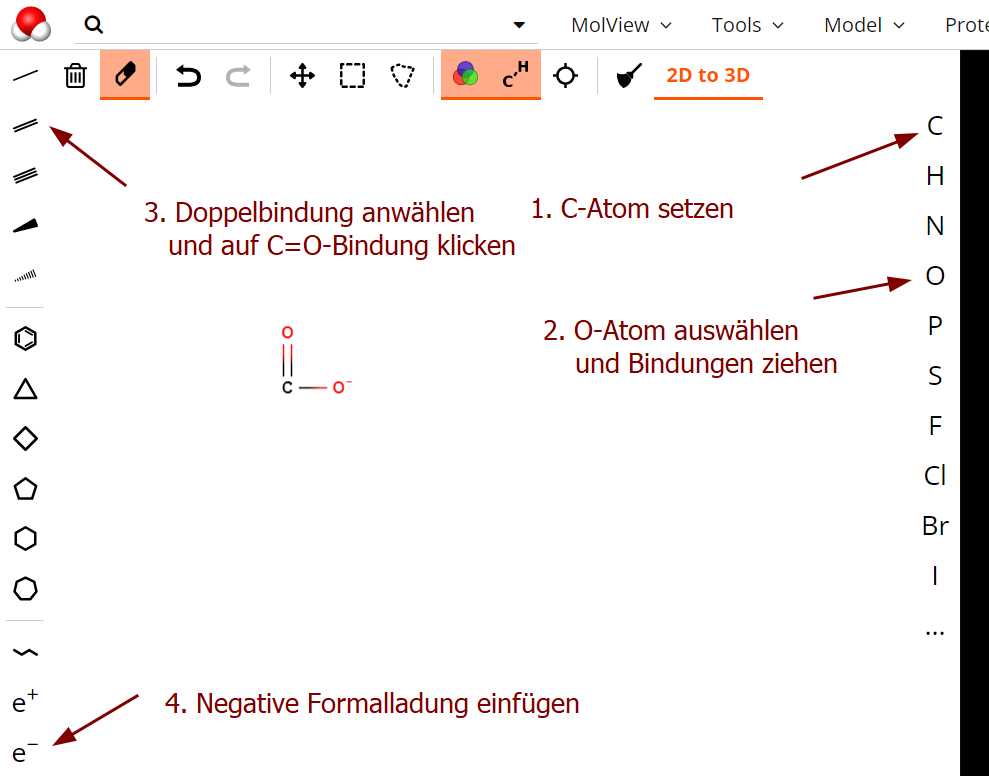 MolView Tools Model Prote
C H
2D to 3D
C
H
3. Doppelbindung anwählen
und auf C=O-Bindung klicken
1. C-Atom setzen
N
O
2. O-Atom auswählen
und Bindungen ziehen
P
S
F
Cl
Br
I
...
O
C O⁻
4. Negative Formalladung einfügen
e⁺
e⁻